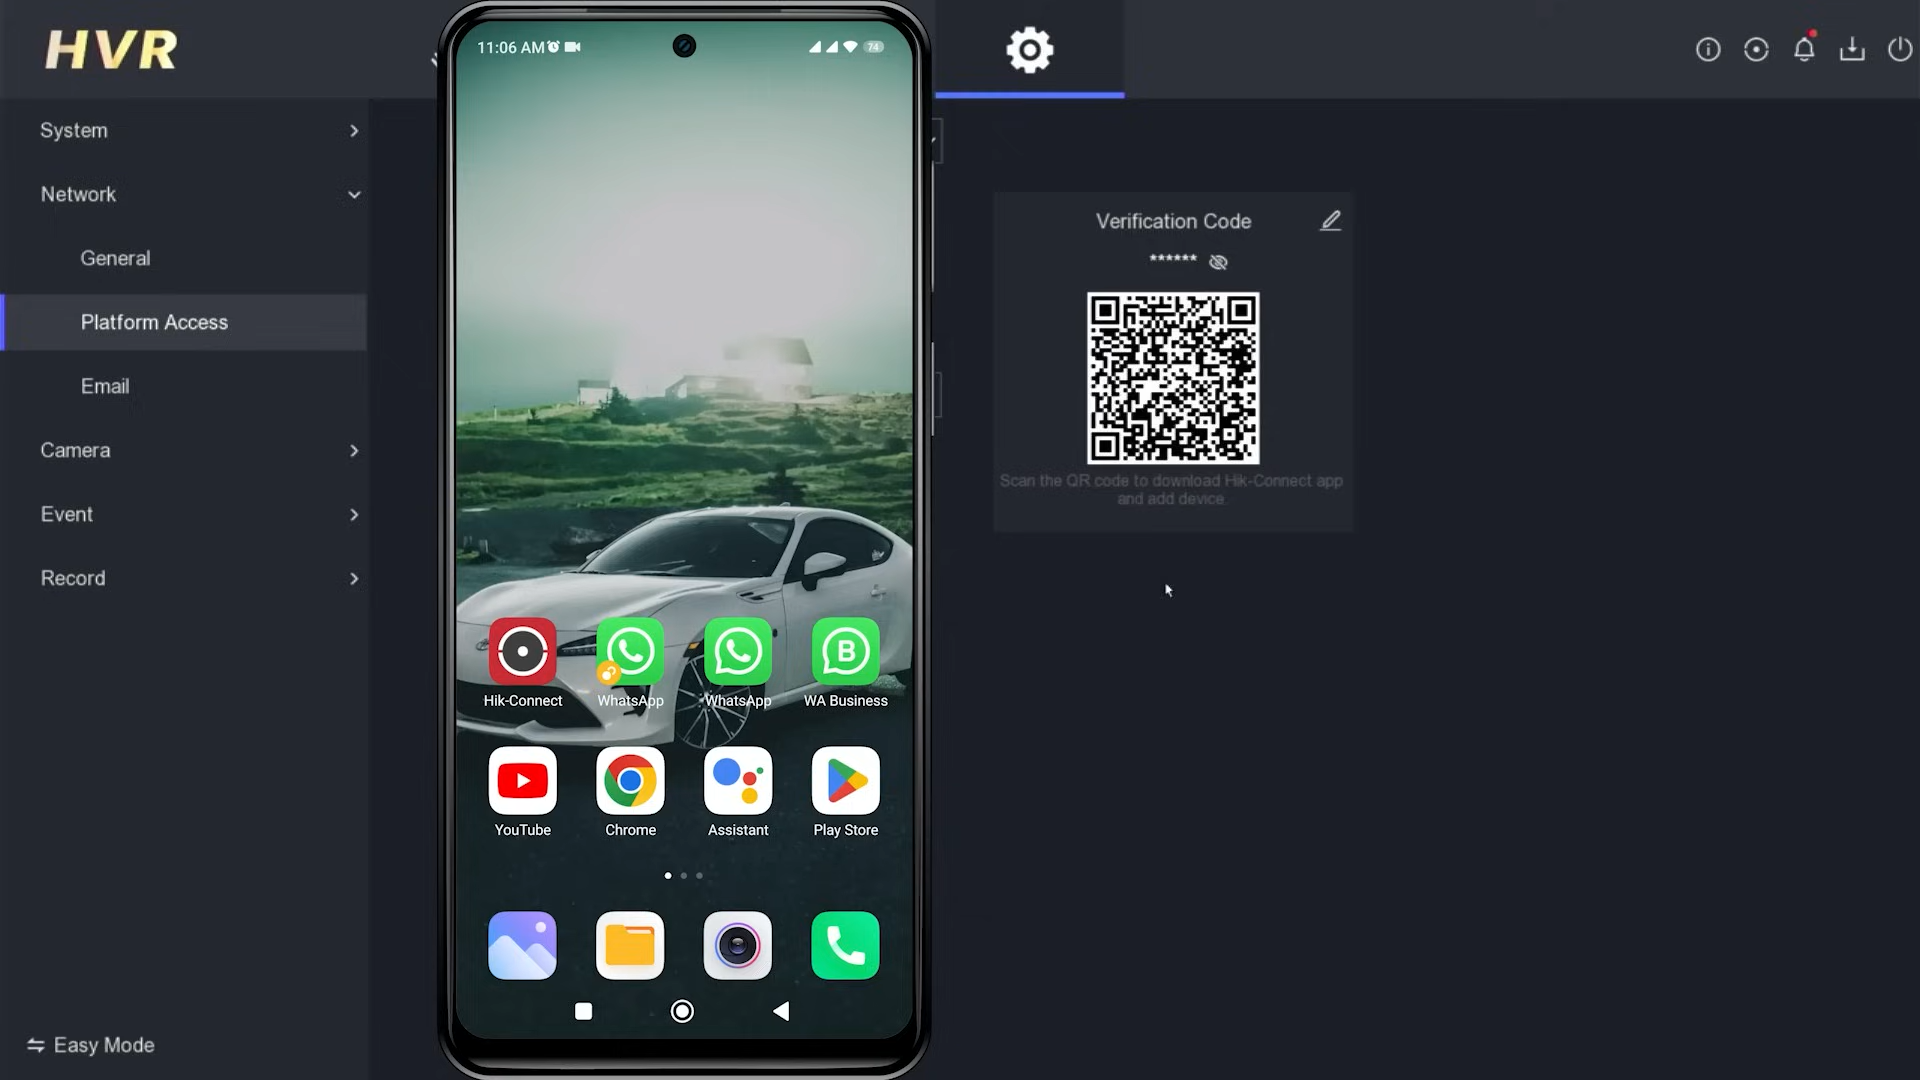 HVR
System
Network
General
Platform Access
Email
Camera
Event
Record
Easy Mode
11:06 AM
74
Hik-Connect
WhatsApp
WhatsApp
WA Business
B
YouTube
Chrome
Assistant
Play Store
Verification Code
******
Scan the QR code to download Hik-Connect app
and add device.